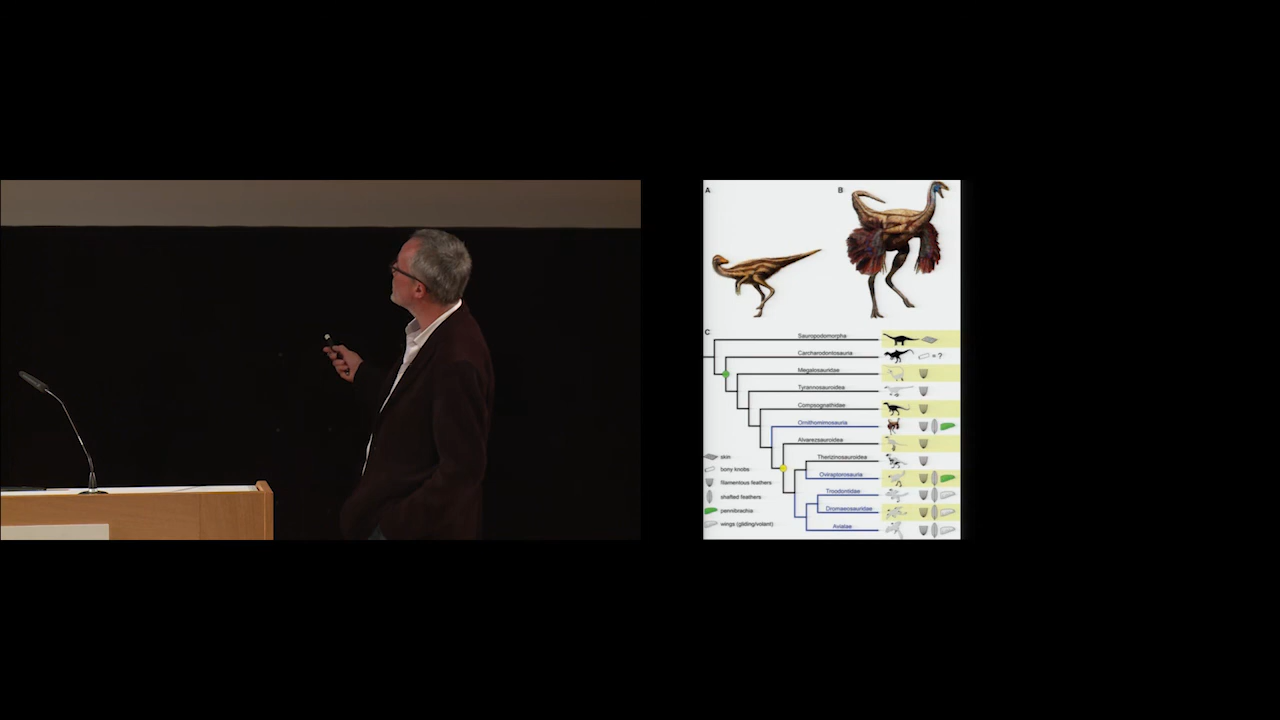 A
B
C
Sauropodomorpha
Carcharodontosauria
= ?
Megalosauridae
Tyrannosauroidea
Compsognathidae
Ornithomimosauria
Alvarezsauroidea
skin
Therizinosauroidea
bony knobs
Oviraptorosauria
filamentous feathers
Troodontidae
shafted feathers
Dromaeosauridae
pennibrachia
Avialae
wings (gliding/volant)